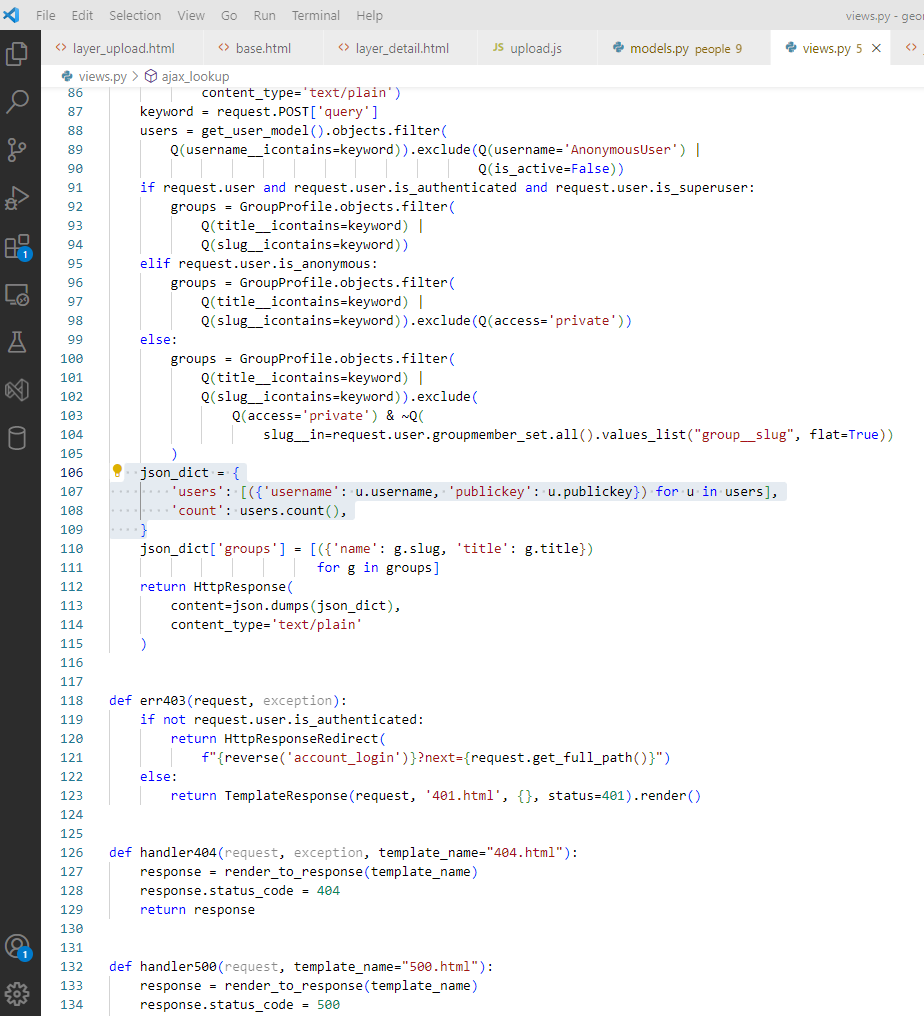 File Edit Selection View Go Run Terminal Help views.py - geo
<> layer_upload.html <> base.html <> layer_detail.html JS upload.js models.py people 9 views.py 5 × <>
views.py > ajax_lookup
86 content_type='text/plain')
87 keyword = request.POST['query']
88 users = get_user_model().objects.filter(
89 Q(username__icontains=keyword)).exclude(Q(username='AnonymousUser') |
90 Q(is_active=False))
91 if request.user and request.user.is_authenticated and request.user.is_superuser:
92 groups = GroupProfile.objects.filter(
93 Q(title__icontains=keyword) |
94 Q(slug__icontains=keyword))
95 elif request.user.is_anonymous:
96 groups = GroupProfile.objects.filter(
97 Q(title__icontains=keyword) |
98 Q(slug__icontains=keyword)).exclude(Q(access='private'))
99 else:
100 groups = GroupProfile.objects.filter(
101 Q(title__icontains=keyword) |
102 Q(slug__icontains=keyword)).exclude(
103 Q(access='private') & ~Q(
104 slug__in=request.user.groupmember_set.all().values_list("group__slug", flat=True))
105 )
106 json_dict = {
107 'users': [({'username': u.username, 'publickey': u.publickey}) for u in users],
108 'count': users.count(),
109 }
110 json_dict['groups'] = [({'name': g.slug, 'title': g.title})
111 for g in groups]
112 return HttpResponse(
113 content=json.dumps(json_dict),
114 content_type='text/plain'
115 )
116
117
118 def err403(request, exception):
119 if not request.user.is_authenticated:
120 return HttpResponseRedirect(
121 f"{reverse('account_login')}?next={request.get_full_path()}")
122 else:
123 return TemplateResponse(request, '401.html', {}, status=401).render()
124
125
126 def handler404(request, exception, template_name="404.html"):
127 response = render_to_response(template_name)
128 response.status_code = 404
129 return response
130
131
132 def handler500(request, template_name="500.html"):
133 response = render_to_response(template_name)
134 response.status_code = 500
1
1